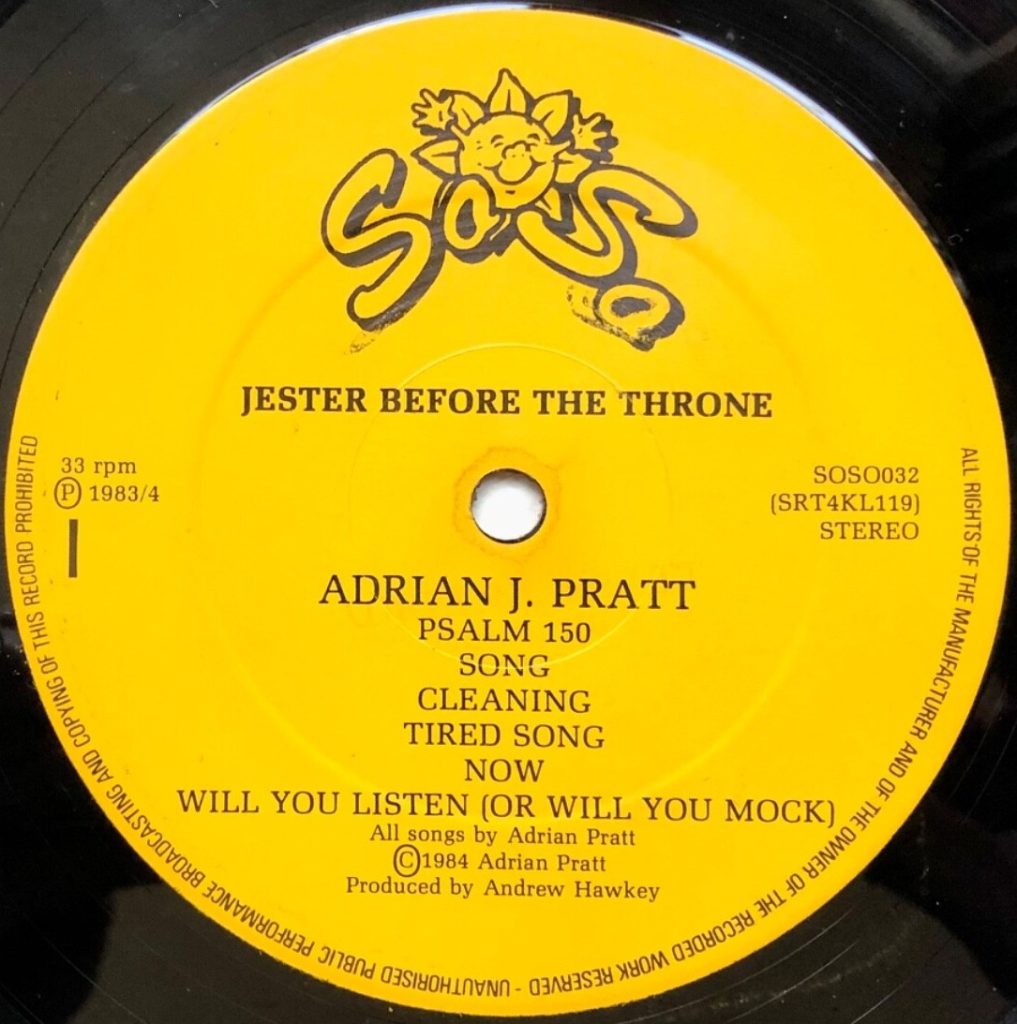 SoSo
JESTER BEFORE THE THRONE
33 rpm
Ⓟ 1983/4
I
SOSO032
(SRT4KL119)
STEREO
ADRIAN J. PRATT
PSALM 150
SONG
CLEANING
TIRED SONG
NOW
WILL YOU LISTEN (OR WILL YOU MOCK)
All songs by Adrian Pratt
©1984 Adrian Pratt
Produced by Andrew Hawkey
ALL RIGHTS OF THE MANUFACTURER AND OF THE OWNER OF THE RECORDED WORK RESERVED - UNAUTHORISED PUBLIC PERFORMANCE BROADCASTING AND COPYING OF THIS RECORD PROHIBITED